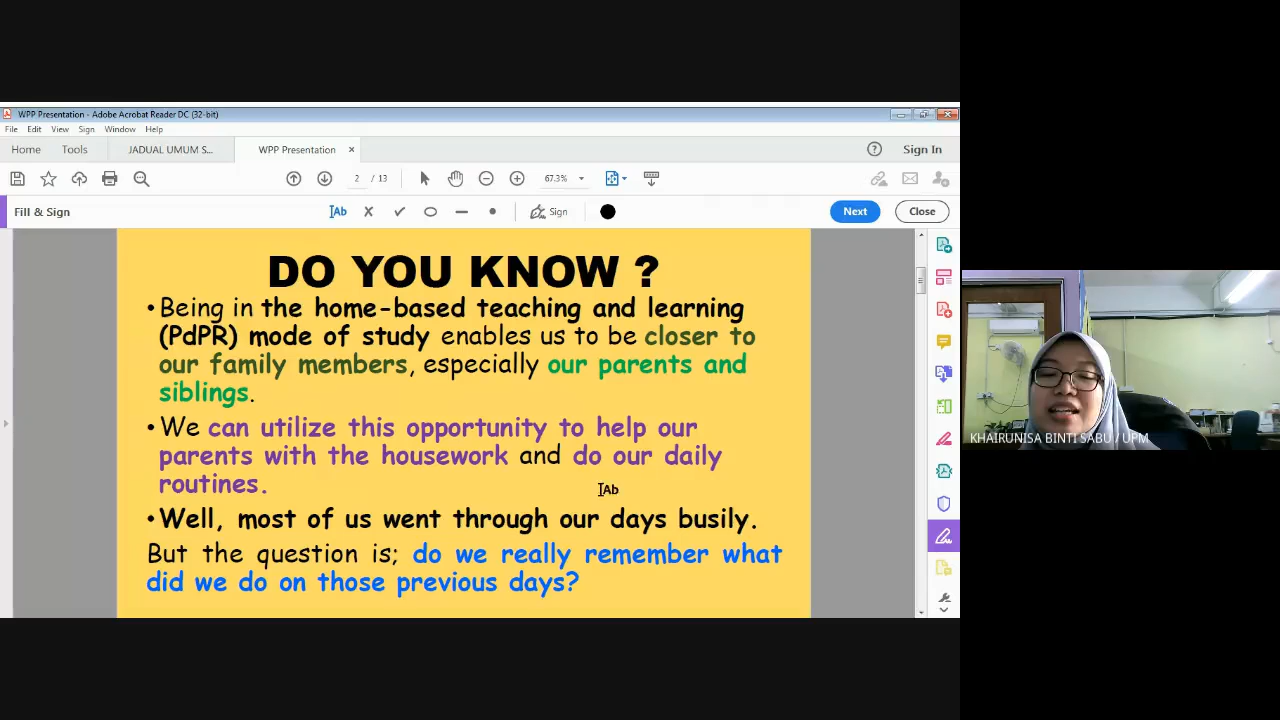 WPP Presentation - Adobe Acrobat Reader DC (32-bit)
File Edit View Sign Window Help
Home Tools JADUAL UMUM S... WPP Presentation × ? Sign In
2 / 13 67.3%
Fill & Sign IAb Sign Next Close
DO YOU KNOW ?
•Being in the home-based teaching and learning
(PdPR) mode of study enables us to be closer to
our family members, especially our parents and
siblings.
•We can utilize this opportunity to help our
parents with the housework and do our daily
routines.
IAb
•Well, most of us went through our days busily.
But the question is; do we really remember what
did we do on those previous days?
KHAIRUNISA BINTI SABU / UPM